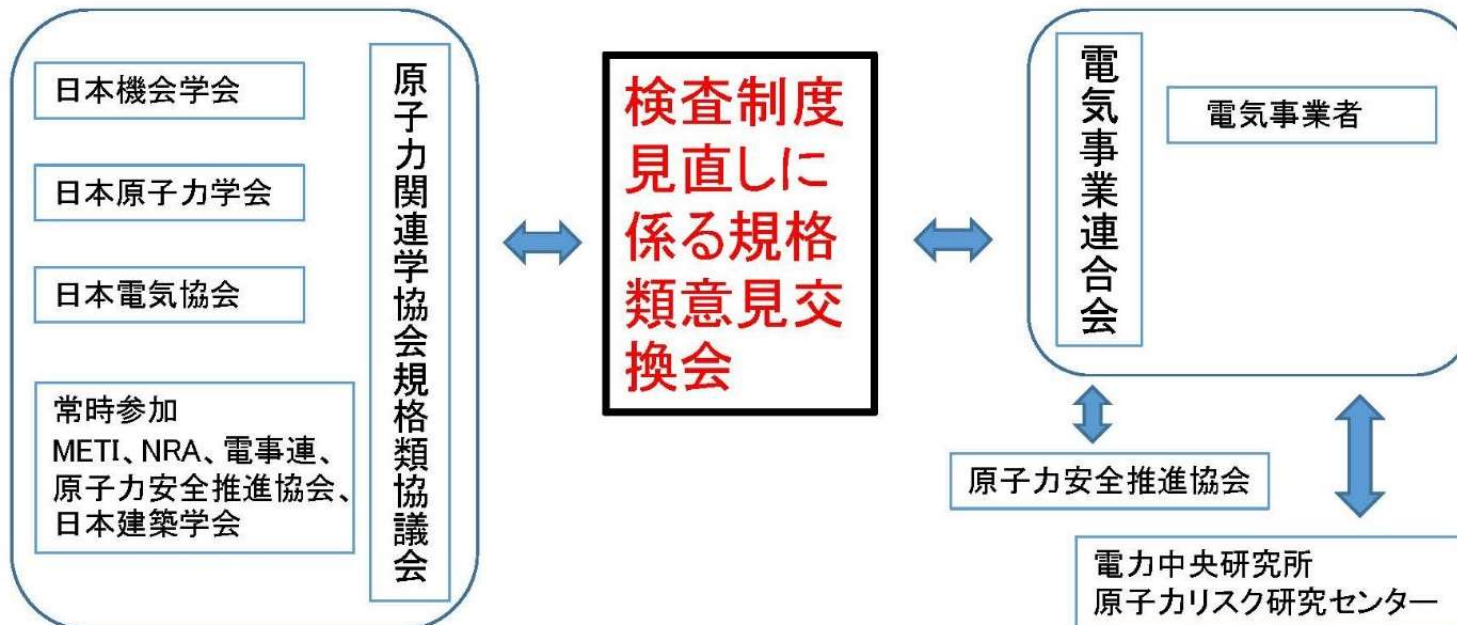 日本機会学会
日本原子力学会
日本電気協会
常時参加
METI、NRA、電事連、
原子力安全推進協会、
日本建築学会
原子力関連学協会規格類協議会
検査制度
見直しに
係る規格
類意見交
換会
電気事業連合会
電気事業者
原子力安全推進協会
電力中央研究所
原子力リスク研究センター